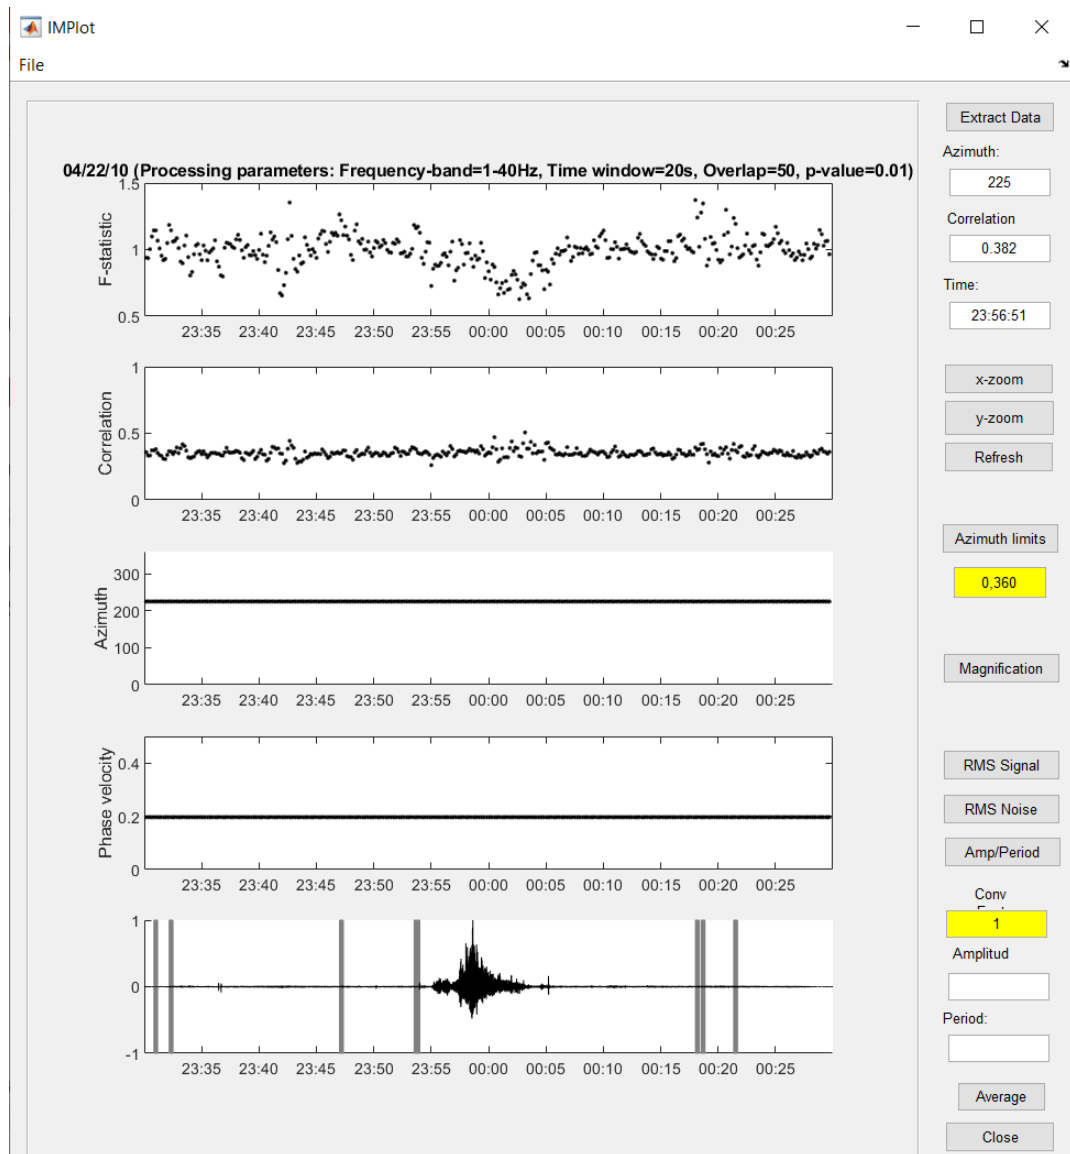 IMPlot
File
04/22/10 (Processing parameters: Frequency-band=1-40Hz, Time window=20s, Overlap=50, p-value=0.01)
1.5
1
0.5
F-statistic
23:35 23:40 23:45 23:50 23:55 00:00 00:05 00:10 00:15 00:20 00:25
1
0.5
0
Correlation
23:35 23:40 23:45 23:50 23:55 00:00 00:05 00:10 00:15 00:20 00:25
300
200
100
0
Azimuth
23:35 23:40 23:45 23:50 23:55 00:00 00:05 00:10 00:15 00:20 00:25
0.4
0.2
0
Phase velocity
23:35 23:40 23:45 23:50 23:55 00:00 00:05 00:10 00:15 00:20 00:25
1
0
-1
23:35 23:40 23:45 23:50 23:55 00:00 00:05 00:10 00:15 00:20 00:25
Extract Data
Azimuth:
225
Correlation
0.382
Time:
23:56:51
x-zoom
y-zoom
Refresh
Azimuth limits
0,360
Magnification
RMS Signal
RMS Noise
Amp/Period
Conv
1
Amplitud
Period:
Average
Close